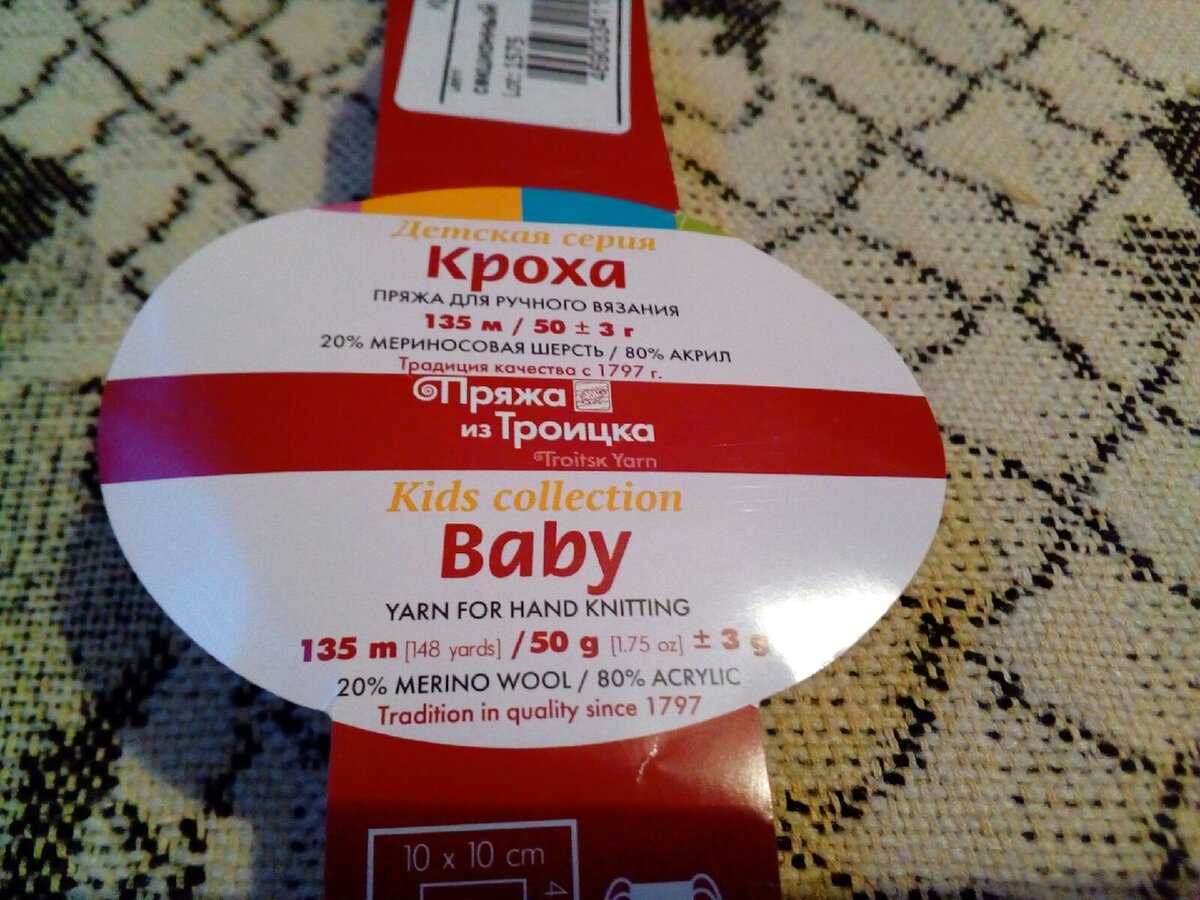 Lot: 1575
Детская серия
Кроха
ПРЯЖА ДЛЯ РУЧНОГО ВЯЗАНИЯ
135 м / 50 ± 3 г
20% МЕРИНОСОВАЯ ШЕРСТЬ / 80% АКРИЛ
Традиция качества с 1797 г.
Пряжа
из Троицка
Troitsk Yarn
Kids collection
Baby
YARN FOR HAND KNITTING
135 m [148 yards] / 50 g [1.75 oz] ± 3 g
20% MERINO WOOL / 80% ACRYLIC
Tradition in quality since 1797
10 x 10 cm